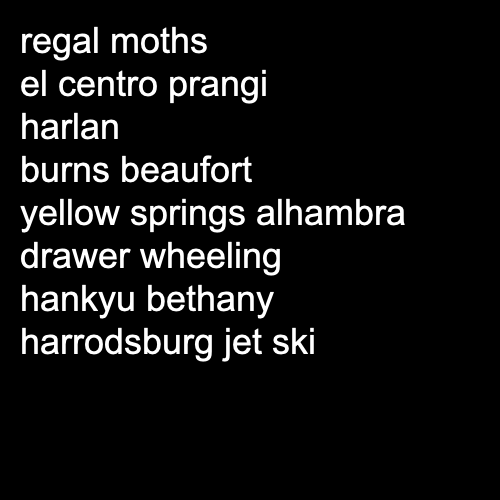 regal moths
el centro prangi
harlan
burns beaufort
yellow springs alhambra
drawer wheeling
hankyu bethany
harrodsburg jet ski